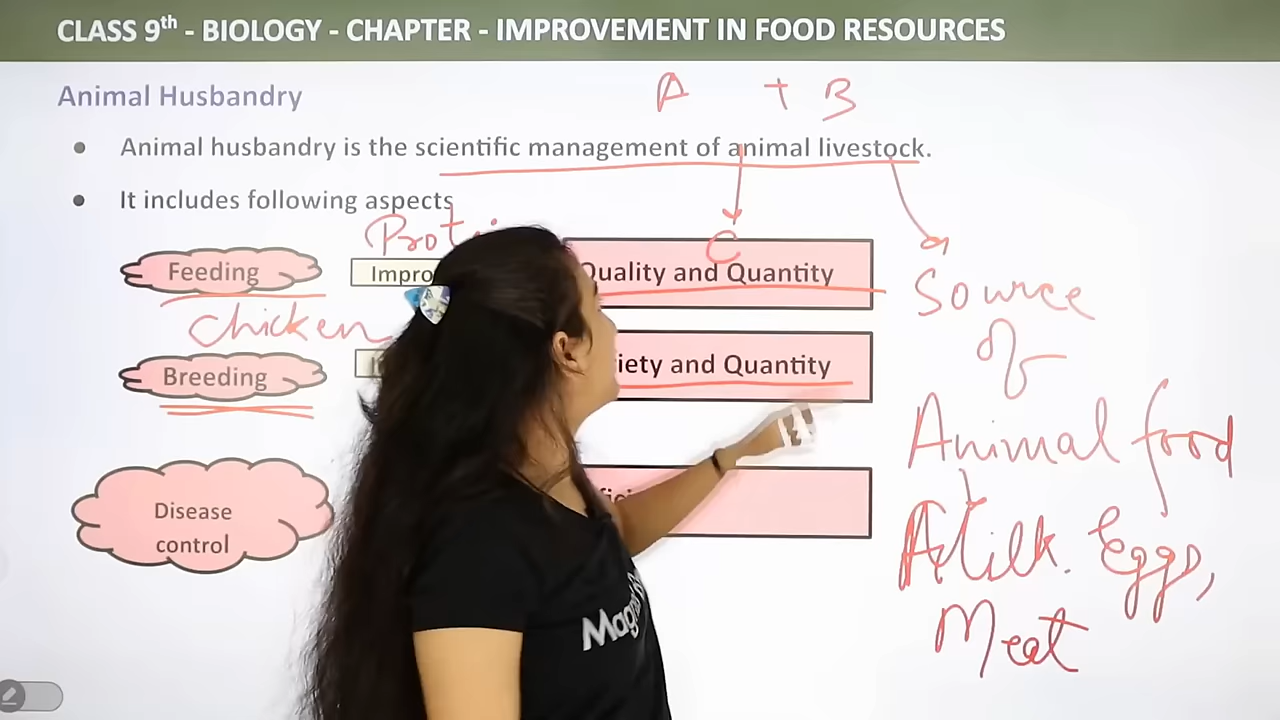 CLASS 9th - BIOLOGY - CHAPTER - IMPROVEMENT IN FOOD RESOURCES
Animal Husbandry
A + B
• Animal husbandry is the scientific management of animal livestock.
• It includes following aspects
Proti
C
Feeding
Impro
Quality and Quantity
Source
of
chicken
Breeding
iety and Quantity
Animal food
Disease
control
Milk. Eggs,
Meat
Magn